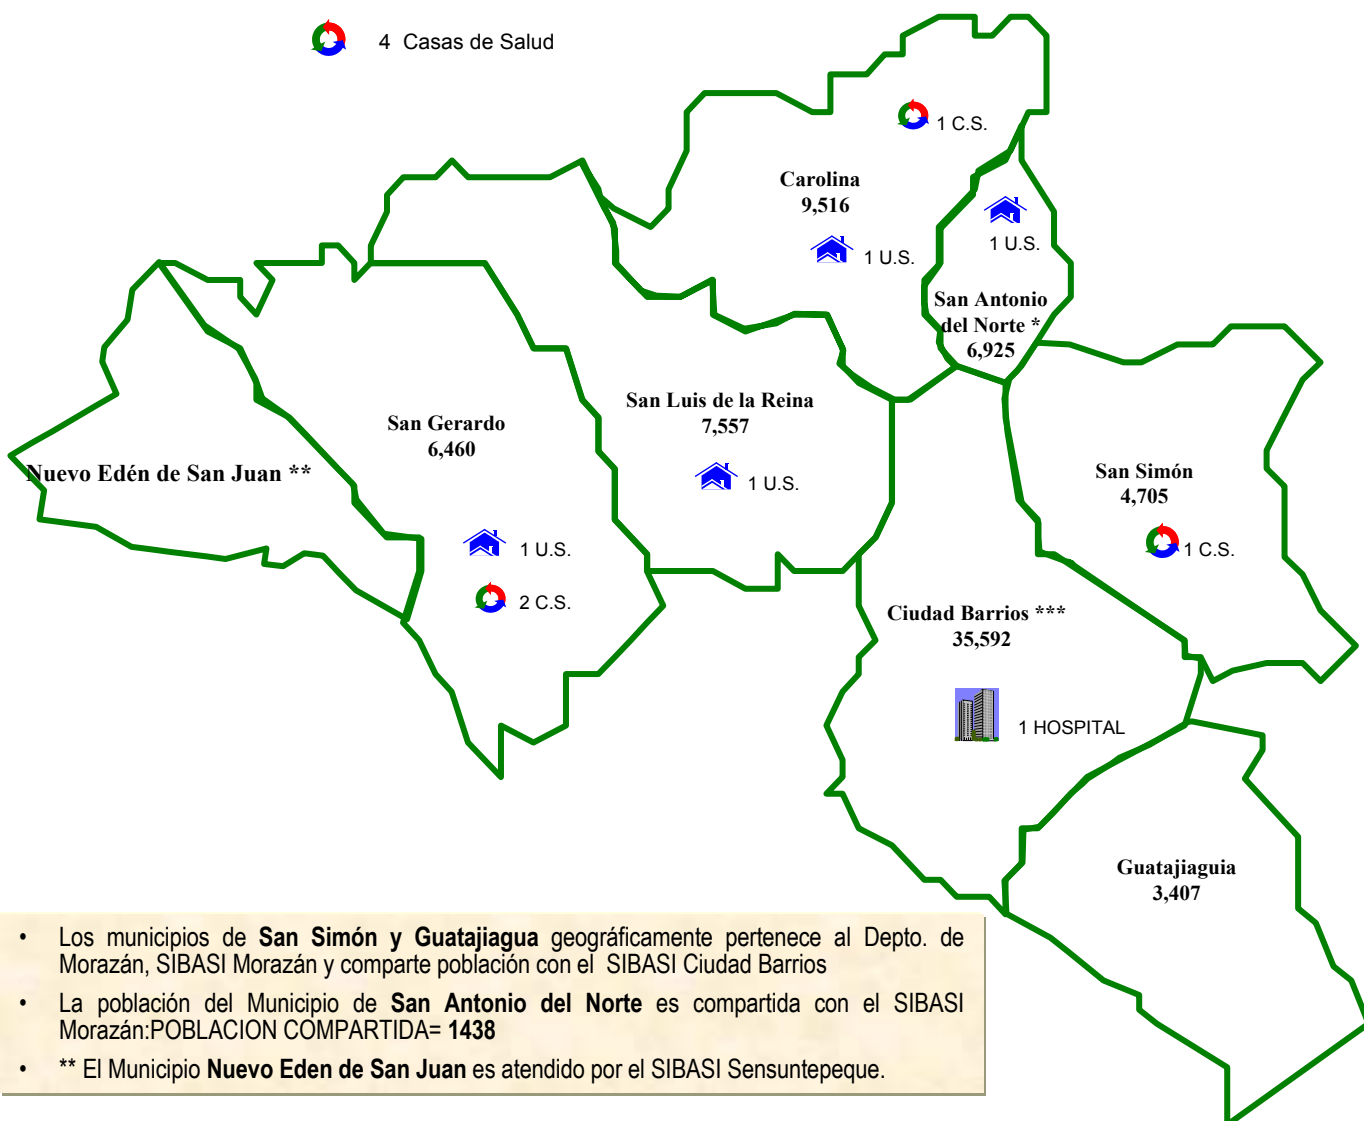 4 Casas de Salud
1 C.S.
Carolina
9,516
1 U.S.
1 U.S.
San Antonio
del Norte *
6,925
San Luis de la Reina
7,557
1 U.S.
San Gerardo
6,460
1 U.S.
2 C.S.
Nuevo Edén de San Juan **
San Simón
4,705
1 C.S.
Ciudad Barrios ***
35,592
1 HOSPITAL
Guatajiaguia
3,407
• Los municipios de San Simón y Guatajiagua geográficamente pertenece al Depto. de
Morazán, SIBASI Morazán y comparte población con el SIBASI Ciudad Barrios
• La población del Municipio de San Antonio del Norte es compartida con el SIBASI
Morazán:POBLACION COMPARTIDA= 1438
• ** El Municipio Nuevo Eden de San Juan es atendido por el SIBASI Sensuntepeque.